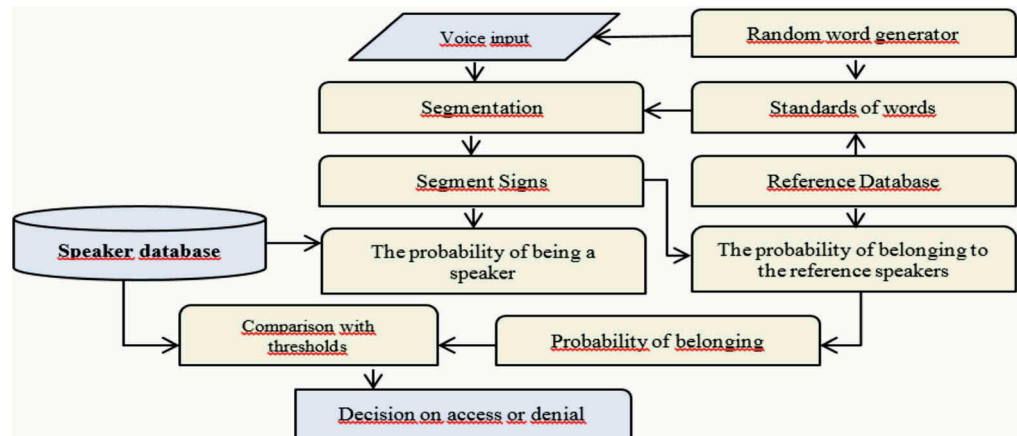 Voice input
Random word generator
Segmentation
Standards of words
Segment Signs
Reference Database
Speaker database
The probability of being a
speaker
The probability of belonging to
the reference speakers
Comparison with
thresholds
Probability of belonging
Decision on access or denial